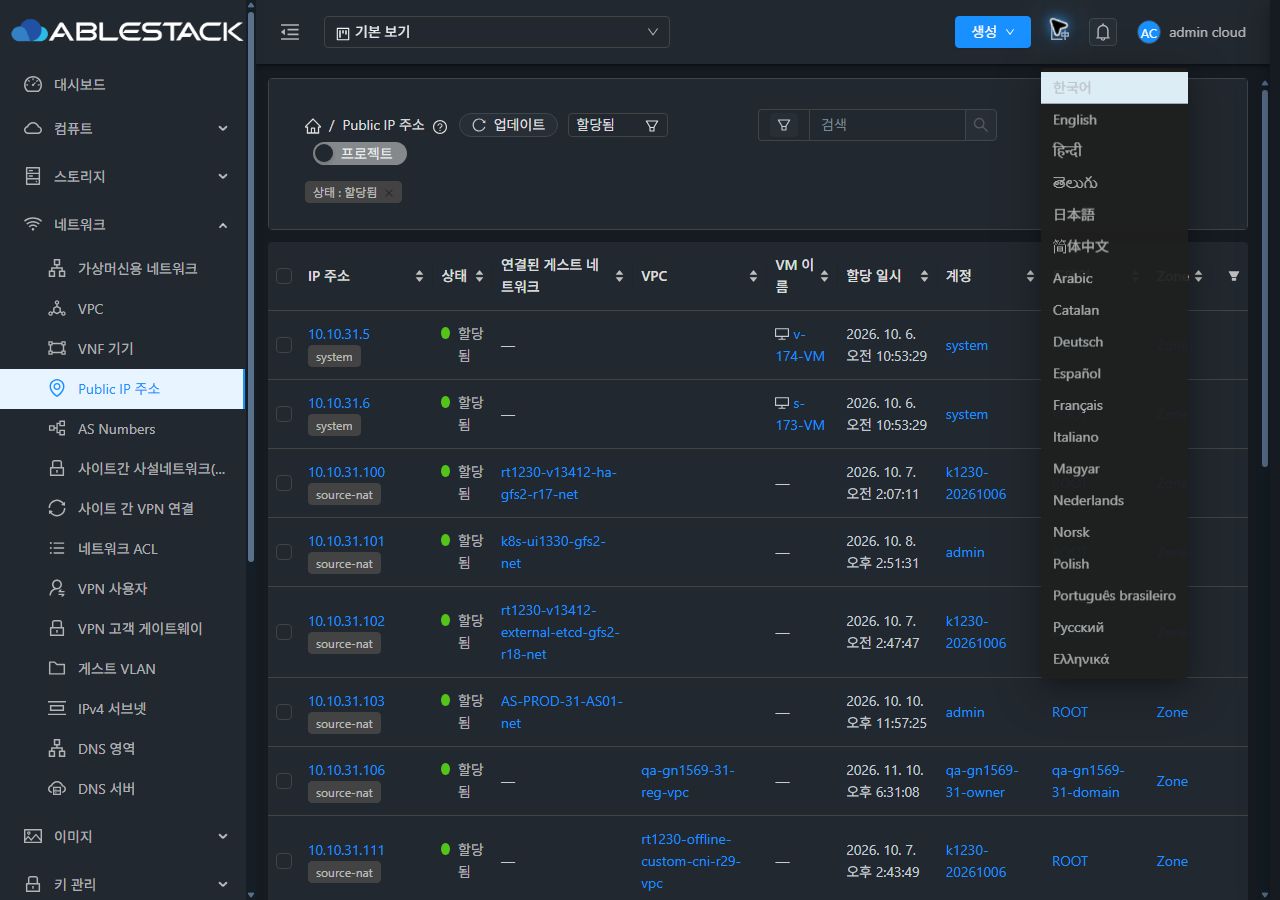 ABLESTACK
기본 보기
생성
AC
admin cloud
대시보드
컴퓨트
스토리지
네트워크
가상머신용 네트워크
VPC
VNF 기기
Public IP 주소
AS Numbers
사이트간 사설네트워크(...
사이트 간 VPN 연결
네트워크 ACL
VPN 사용자
VPN 고객 게이트웨이
게스트 VLAN
IPv4 서브넷
DNS 영역
DNS 서버
이미지
키 관리
/ Public IP 주소
업데이트
할당됨
검색
프로젝트
상태 : 할당됨
한국어
English
हिन्दी
తెలుగు
日本語
简体中文
Arabic
Catalan
Deutsch
Español
Français
Italiano
Magyar
Nederlands
Norsk
Polish
Português brasileiro
Русский
Ελληνικά
IP 주소
상태
연결된 게스트 네
트워크
VPC
VM 이
름
할당 일시
계정
Zone
10.10.31.5
system
할당
됨
—
v-
174-VM
2026. 10. 6.
오전 10:53:29
system
10.10.31.6
system
할당
됨
—
s-
173-VM
2026. 10. 6.
오전 10:53:29
system
10.10.31.100
source-nat
할당
됨
rt1230-v13412-ha-
gfs2-r17-net
—
2026. 10. 7.
오전 2:07:11
k1230-
20261006
10.10.31.101
source-nat
할당
됨
k8s-ui1330-gfs2-
net
—
2026. 10. 8.
오후 2:51:31
admin
10.10.31.102
source-nat
할당
됨
rt1230-v13412-
external-etcd-gfs2-
r18-net
—
2026. 10. 7.
오전 2:47:47
k1230-
20261006
10.10.31.103
source-nat
할당
됨
AS-PROD-31-AS01-
net
—
2026. 10. 10.
오후 11:57:25
admin
ROOT
Zone
10.10.31.106
source-nat
할당
됨
—
qa-gn1569-31-
reg-vpc
—
2026. 11. 10.
오후 6:31:08
qa-gn1569-
31-owner
qa-gn1569-
31-domain
Zone
10.10.31.111
source-nat
할당
됨
—
rt1230-offline-
custom-cni-r29-
vpc
—
2026. 10. 7.
오후 2:43:49
k1230-
20261006
ROOT
Zone